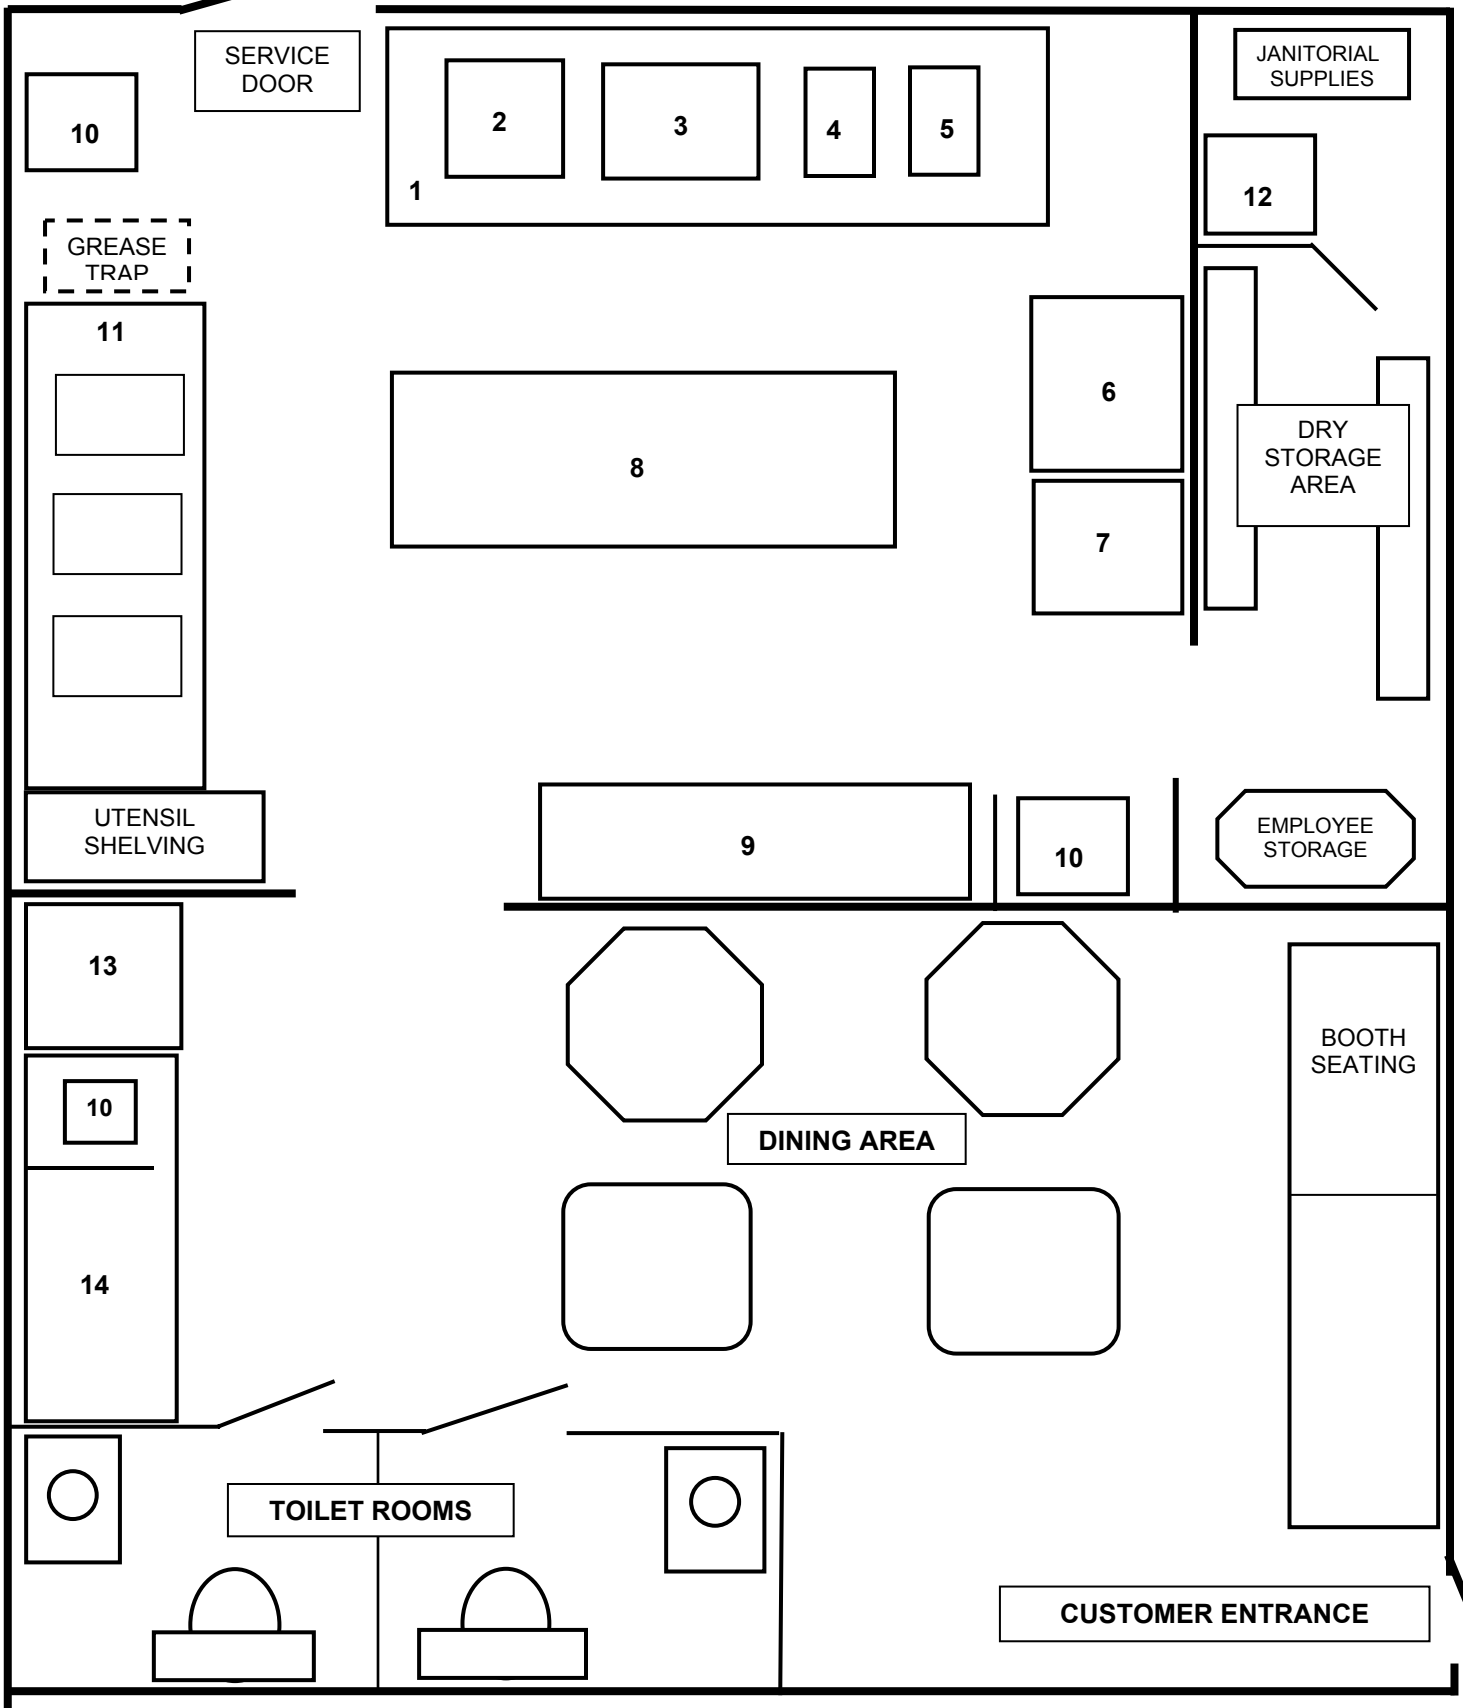 SERVICE
DOOR
JANITORIAL
SUPPLIES
10
2
3
4
5
1
12
GREASE
TRAP
11
6
8
DRY
STORAGE
AREA
7
UTENSIL
SHELVING
9
10
EMPLOYEE
STORAGE
13
BOOTH
SEATING
10
DINING AREA
14
TOILET ROOMS
CUSTOMER ENTRANCE